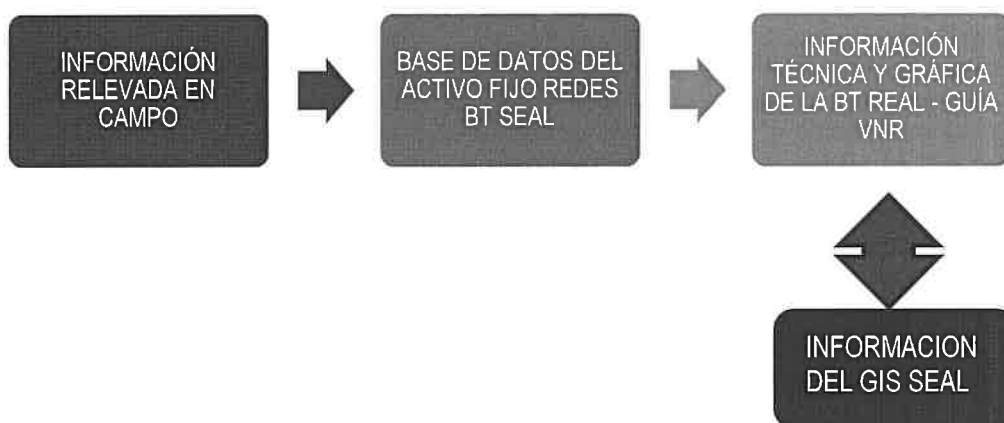 INFORMACIÓN
RELEVADA EN
CAMPO
BASE DE DATOS DEL
ACTIVO FIJO REDES
BT SEAL
INFORMACIÓN
TÉCNICA Y GRÁFICA
DE LA BT REAL - GUÍA
VNR
INFORMACION
DEL GIS SEAL